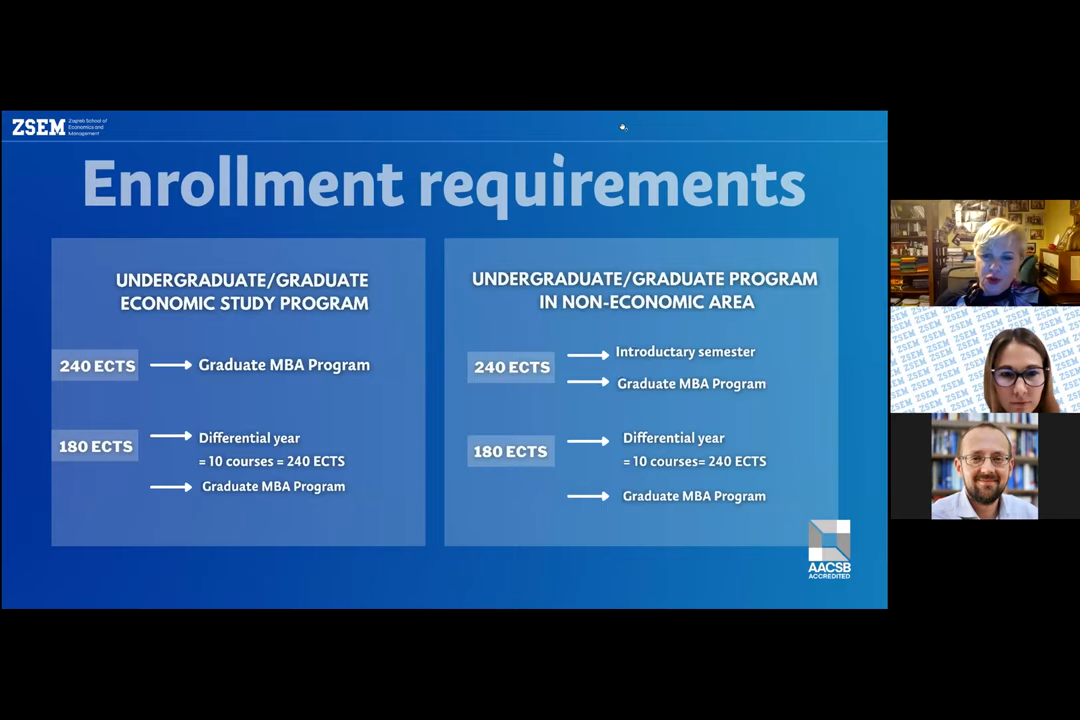 ZSEM
Zagreb School of
Economics and
Management
Enrollment requirements
UNDERGRADUATE/GRADUATE
ECONOMIC STUDY PROGRAM
240 ECTS
Graduate MBA Program
180 ECTS
Differential year
= 10 courses = 240 ECTS
Graduate MBA Program
UNDERGRADUATE/GRADUATE PROGRAM
IN NON-ECONOMIC AREA
240 ECTS
Introductary semester
Graduate MBA Program
180 ECTS
Differential year
= 10 courses= 240 ECTS
Graduate MBA Program
AACSB
ACCREDITED
ZSEM ZSEM ZSEM